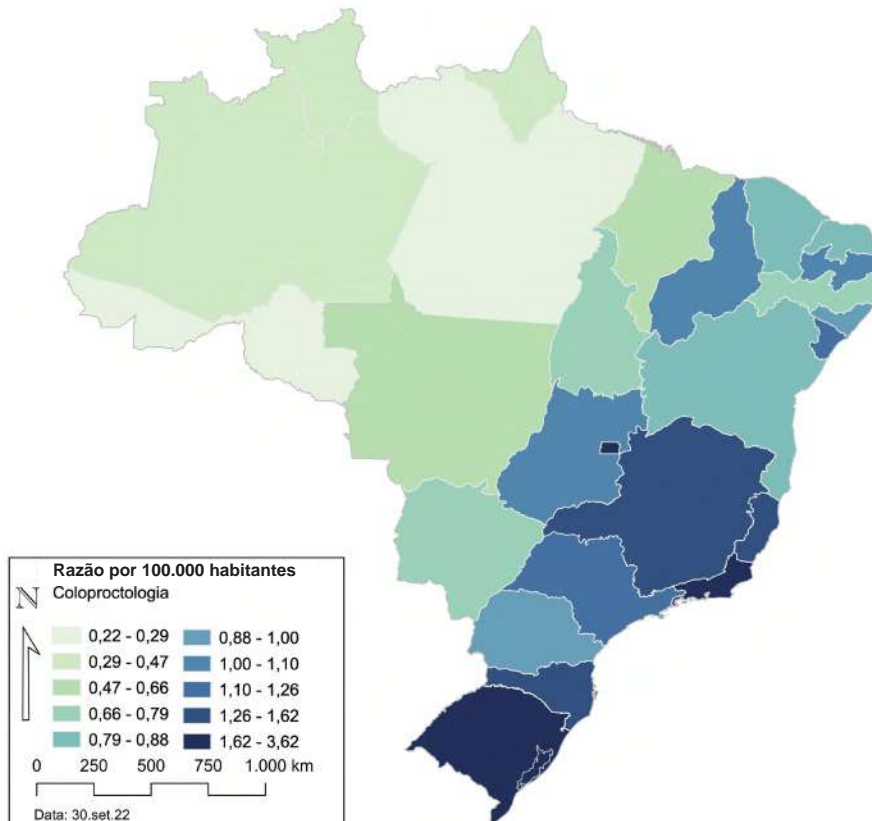 Razão por 100.000 habitantes
N Coloproctologia
0,22 - 0,29
0,29 - 0,47
0,47 - 0,66
0,66 - 0,79
0,79 - 0,88
0,88 - 1,00
1,00 - 1,10
1,10 - 1,26
1,26 - 1,62
1,62 - 3,62
0 250 500 750 1.000 km
Data: 30.set.22